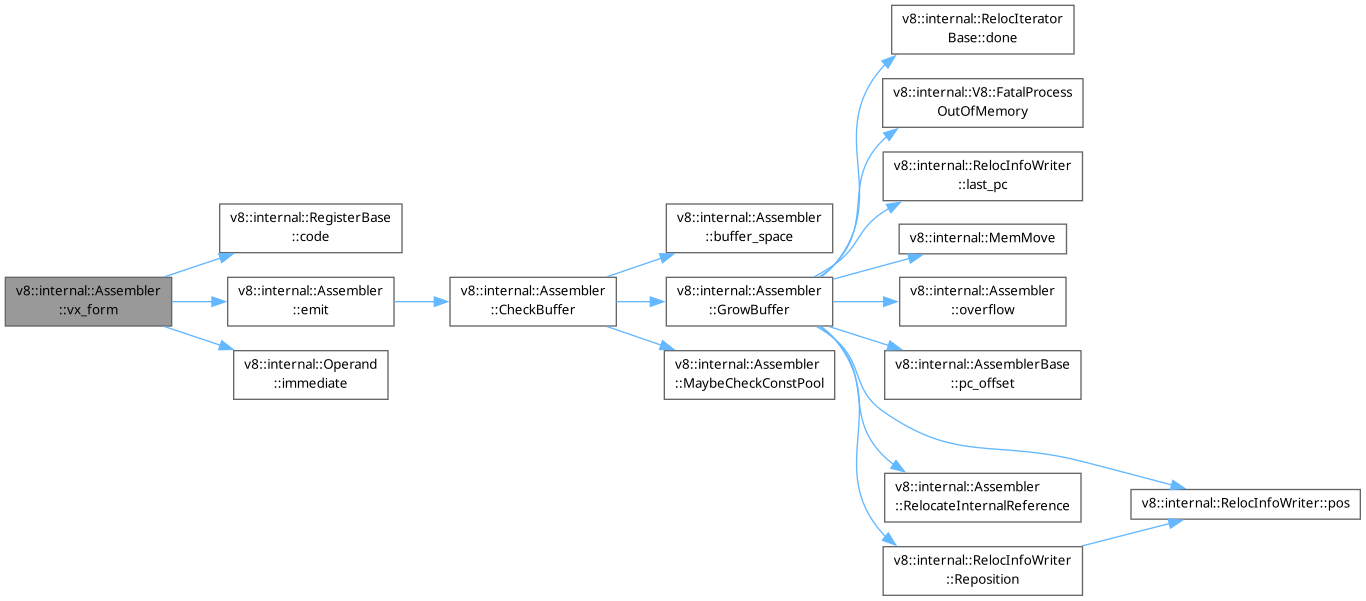 v8::internal::Assembler
::vx_form
v8::internal::RegisterBase
::code
v8::internal::Assembler
::emit
v8::internal::Operand
::immediate
v8::internal::Assembler
::CheckBuffer
v8::internal::Assembler
::buffer_space
v8::internal::Assembler
::GrowBuffer
v8::internal::Assembler
::MaybeCheckConstPool
v8::internal::RelocIterator
Base::done
v8::internal::V8::FatalProcess
OutOfMemory
v8::internal::RelocInfoWriter
::last_pc
v8::internal::MemMove
v8::internal::Assembler
::overflow
v8::internal::AssemblerBase
::pc_offset
v8::internal::Assembler
::RelocateInternalReference
v8::internal::RelocInfoWriter
::Reposition
v8::internal::RelocInfoWriter::pos